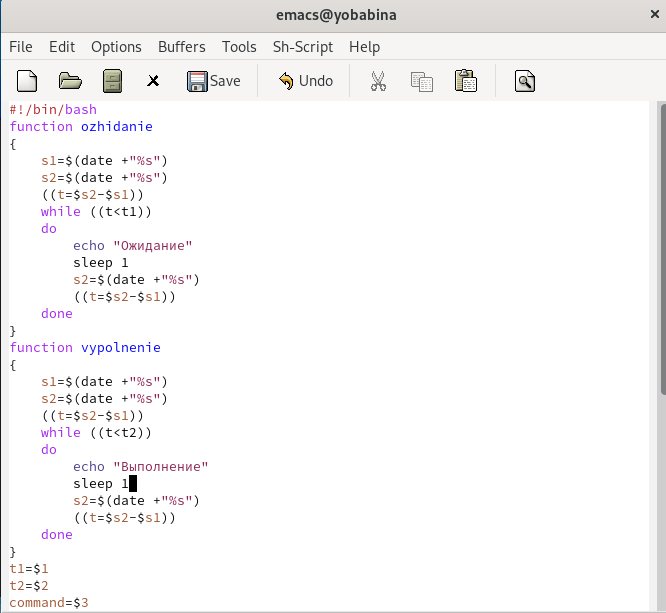 emacs@yobabina ×
File Edit Options Buffers Tools Sh-Script Help
Save Undo
#!/bin/bash
function ozhidanie
{
    s1=$(date +"%s")
    s2=$(date +"%s")
    ((t=$s2-$s1))
    while ((t<t1))
    do
        echo "Ожидание"
        sleep 1
        s2=$(date +"%s")
        ((t=$s2-$s1))
    done
}
function vypolnenie
{
    s1=$(date +"%s")
    s2=$(date +"%s")
    ((t=$s2-$s1))
    while ((t<t2))
    do
        echo "Выполнение"
        sleep 1
        s2=$(date +"%s")
        ((t=$s2-$s1))
    done
}
t1=$1
t2=$2
command=$3